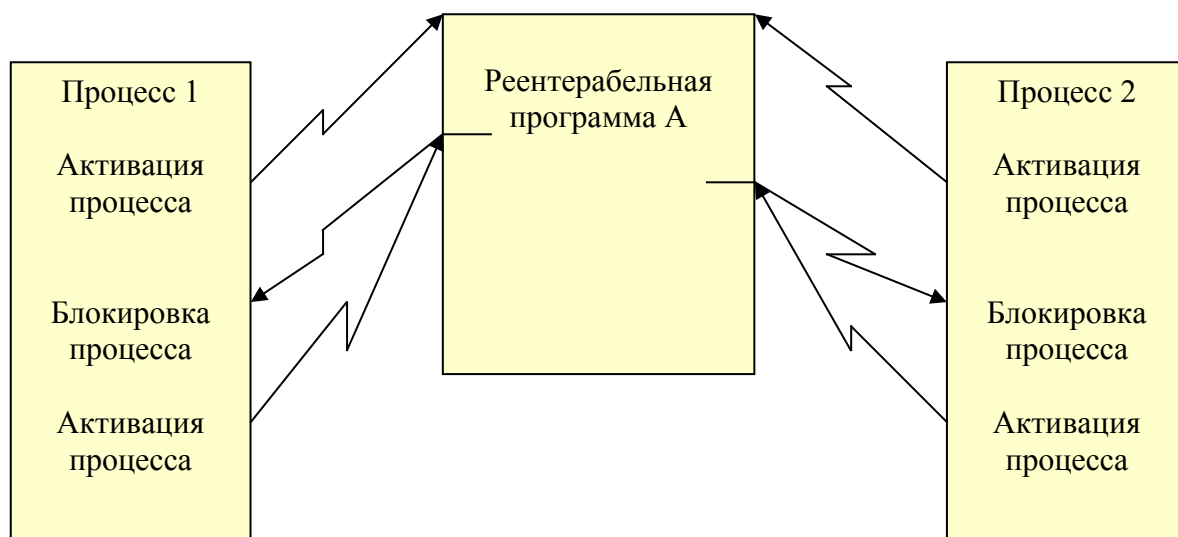 Процесс 1
Активация
процесса
Блокировка
процесса
Активация
процесса
Реентерабельная
программа А
Процесс 2
Активация
процесса
Блокировка
процесса
Активация
процесса